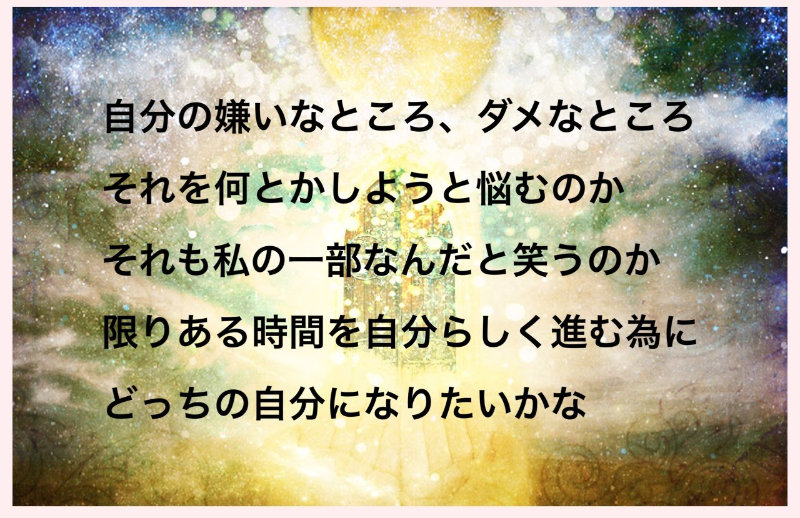 自分の嫌いなところ、ダメなところ
それを何とかしようと悩むのか
それも私の一部なんだと笑うのか
限りある時間を自分らしく進む為に
どっちの自分になりたいかな